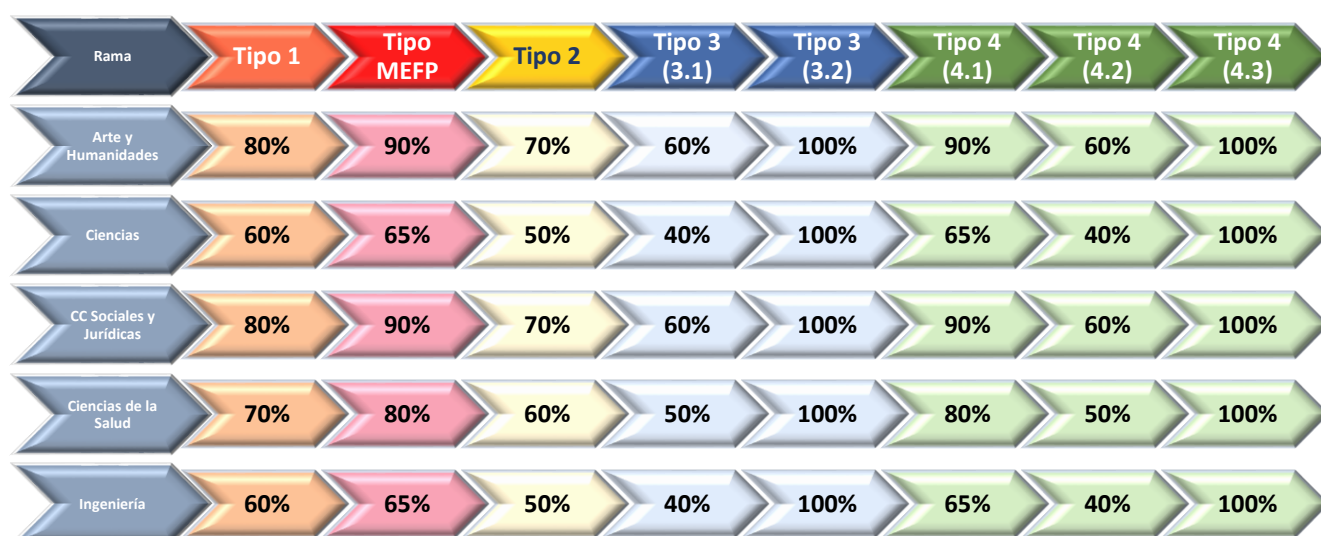 Rama Tipo 1 Tipo MEFP Tipo 2 Tipo 3 (3.1) Tipo 3 (3.2) Tipo 4 (4.1) Tipo 4 (4.2) Tipo 4 (4.3)
Arte y Humanidades 80% 90% 70% 60% 100% 90% 60% 100%
Ciencias 60% 65% 50% 40% 100% 65% 40% 100%
CC Sociales y Jurídicas 80% 90% 70% 60% 100% 90% 60% 100%
Ciencias de la Salud 70% 80% 60% 50% 100% 80% 50% 100%
Ingeniería 60% 65% 50% 40% 100% 65% 40% 100%